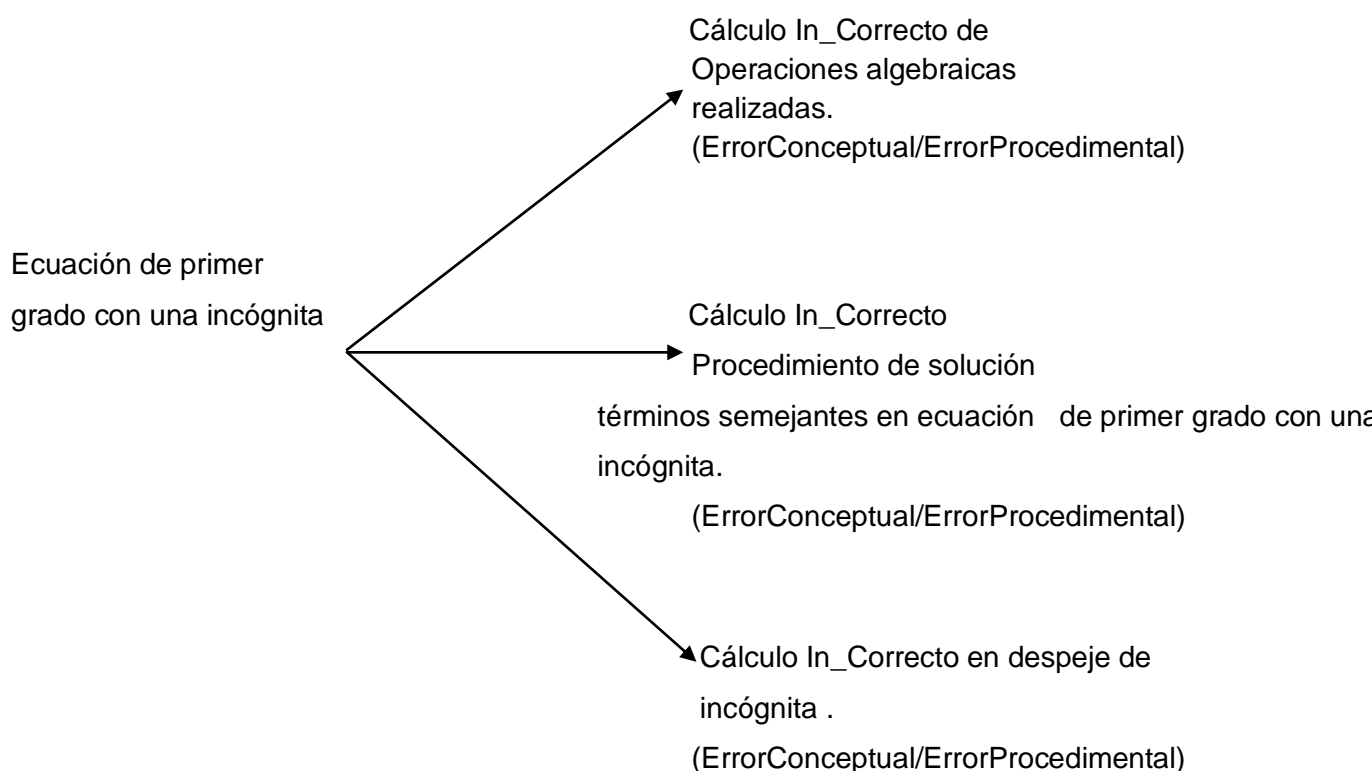 Cálculo In_Correcto de
Operaciones algebraicas
realizadas.
(ErrorConceptual/ErrorProcedimental)
Ecuación de primer
grado con una incógnita
Cálculo In_Correcto
Procedimiento de solución
términos semejantes en ecuación de primer grado con una
incógnita.
(ErrorConceptual/ErrorProcedimental)
Cálculo In_Correcto en despeje de
incógnita .
(ErrorConceptual/ErrorProcedimental)